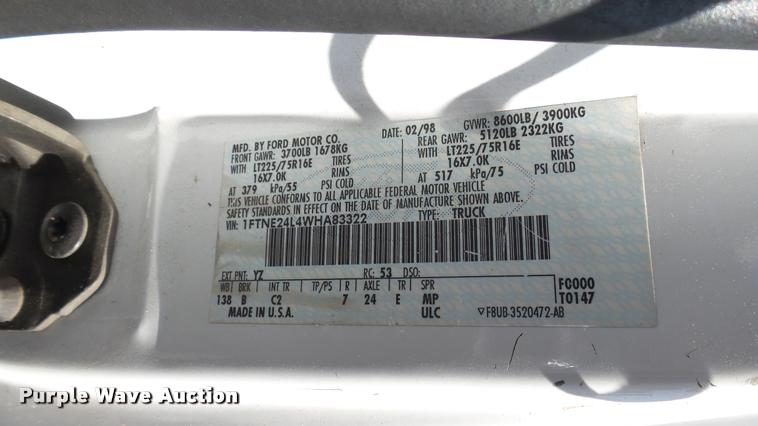 MFD. BY FORD MOTOR CO.
DATE: 02/98 GVWR: 8600LB/ 3900KG
FRONT GAWR: 3700LB 1678KG REAR GAWR: 5120LB 2322KG
WITH LT225/75R16E TIRES WITH LT225/75R16E TIRES
16X7.0K 16X7.0K
AT 379 kPa/55 PSI COLD AT 517 kPa/75 PSI COLD
THIS VEHICLE CONFORMS TO ALL APPLICABLE FEDERAL MOTOR VEHICLE
SAFETY STANDARDS IN EFFECT ON THE DATE OF MANUFACTURE SHOWN ABOVE.
VIN: 1FTNE24L4WHA83322 TYPE: TRUCK
EXT PNT: YZ RC: 53 DSO:
WB BRK INT TR TP/PS R AXLE TR SPR F0000
138 B C2 7 24 E MP T0147
MADE IN U.S.A. ULC F8UB-3520472-AB
Purple Wave Auction